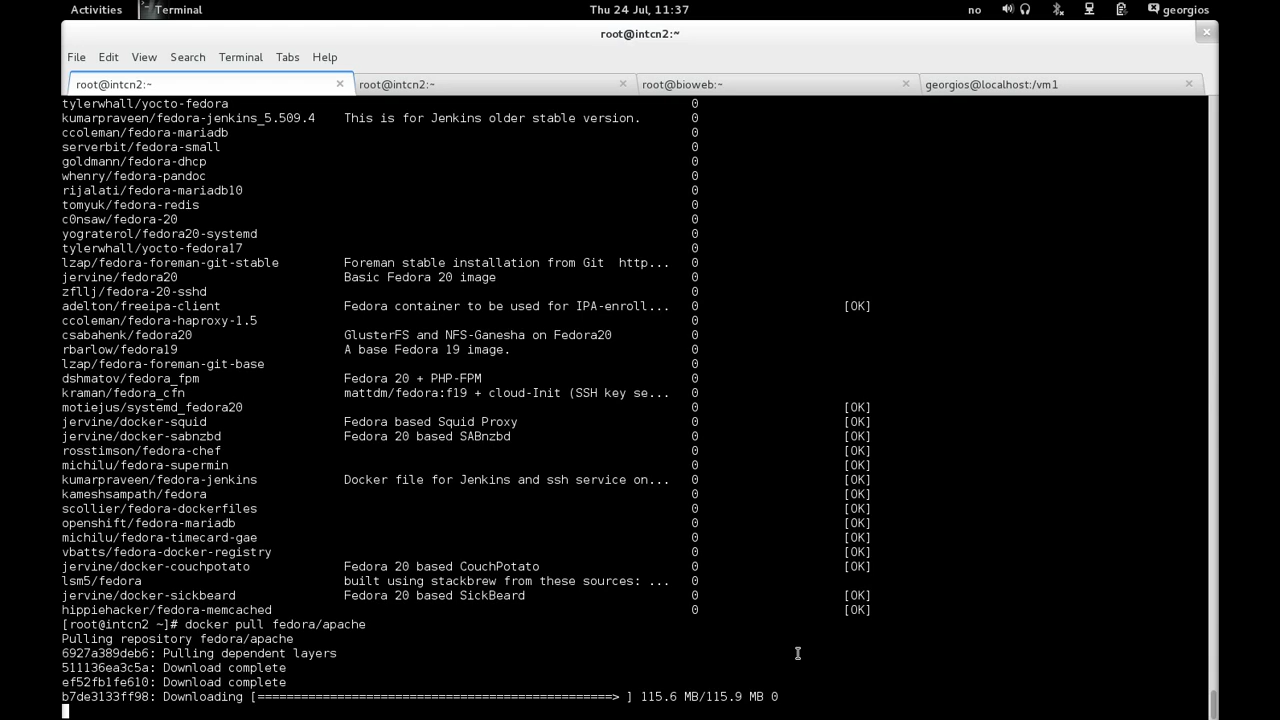 Activities Terminal Thu 24 Jul, 11:37 no georgios
root@intcn2:~
File Edit View Search Terminal Tabs Help
root@intcn2:~ root@intcn2:~ root@bioweb:~ georgios@localhost:/vm1
tylerwhall/yocto-fedora 0
kumarpraveen/fedora-jenkins_5.509.4 This is for Jenkins older stable version. 0
ccoleman/fedora-mariadb 0
serverbit/fedora-small 0
goldmann/fedora-dhcp 0
whenry/fedora-pandoc 0
rijalati/fedora-mariadb10 0
tomyuk/fedora-redis 0
c0nsaw/fedora-20 0
yograterol/fedora20-systemd 0
tylerwhall/yocto-fedora17 0
lzap/fedora-foreman-git-stable Foreman stable installation from Git http... 0
jervine/fedora20 Basic Fedora 20 image 0
zfllj/fedora-20-sshd 0
adelton/freeipa-client Fedora container to be used for IPA-enroll... 0 [OK]
ccoleman/fedora-haproxy-1.5 0
csabahenk/fedora20 GlusterFS and NFS-Ganesha on Fedora20 0
rbarlow/fedora19 A base Fedora 19 image. 0
lzap/fedora-foreman-git-base 0
dshmatov/fedora_fpm Fedora 20 + PHP-FPM 0
kraman/fedora_cfn mattdm/fedora:f19 + cloud-Init (SSH key se... 0
motiejus/systemd_fedora20 0 [OK]
jervine/docker-squid Fedora based Squid Proxy 0 [OK]
jervine/docker-sabnzbd Fedora 20 based SABnzbd 0 [OK]
rosstimson/fedora-chef 0 [OK]
michilu/fedora-supermin 0 [OK]
kumarpraveen/fedora-jenkins Docker file for Jenkins and ssh service on... 0 [OK]
kameshsampath/fedora 0 [OK]
scollier/fedora-dockerfiles 0 [OK]
openshift/fedora-mariadb 0 [OK]
michilu/fedora-timecard-gae 0 [OK]
vbatts/fedora-docker-registry 0 [OK]
jervine/docker-couchpotato Fedora 20 based CouchPotato 0 [OK]
lsm5/fedora built using stackbrew from these sources: ... 0
jervine/docker-sickbeard Fedora 20 based SickBeard 0 [OK]
hippiehacker/fedora-memcached 0 [OK]
[root@intcn2 ~]# docker pull fedora/apache
Pulling repository fedora/apache
6927a389deb6: Pulling dependent layers
511136ea3c5a: Download complete
ef52fb1fe610: Download complete
b7de3133ff98: Downloading [=================================================> ] 115.6 MB/115.9 MB 0